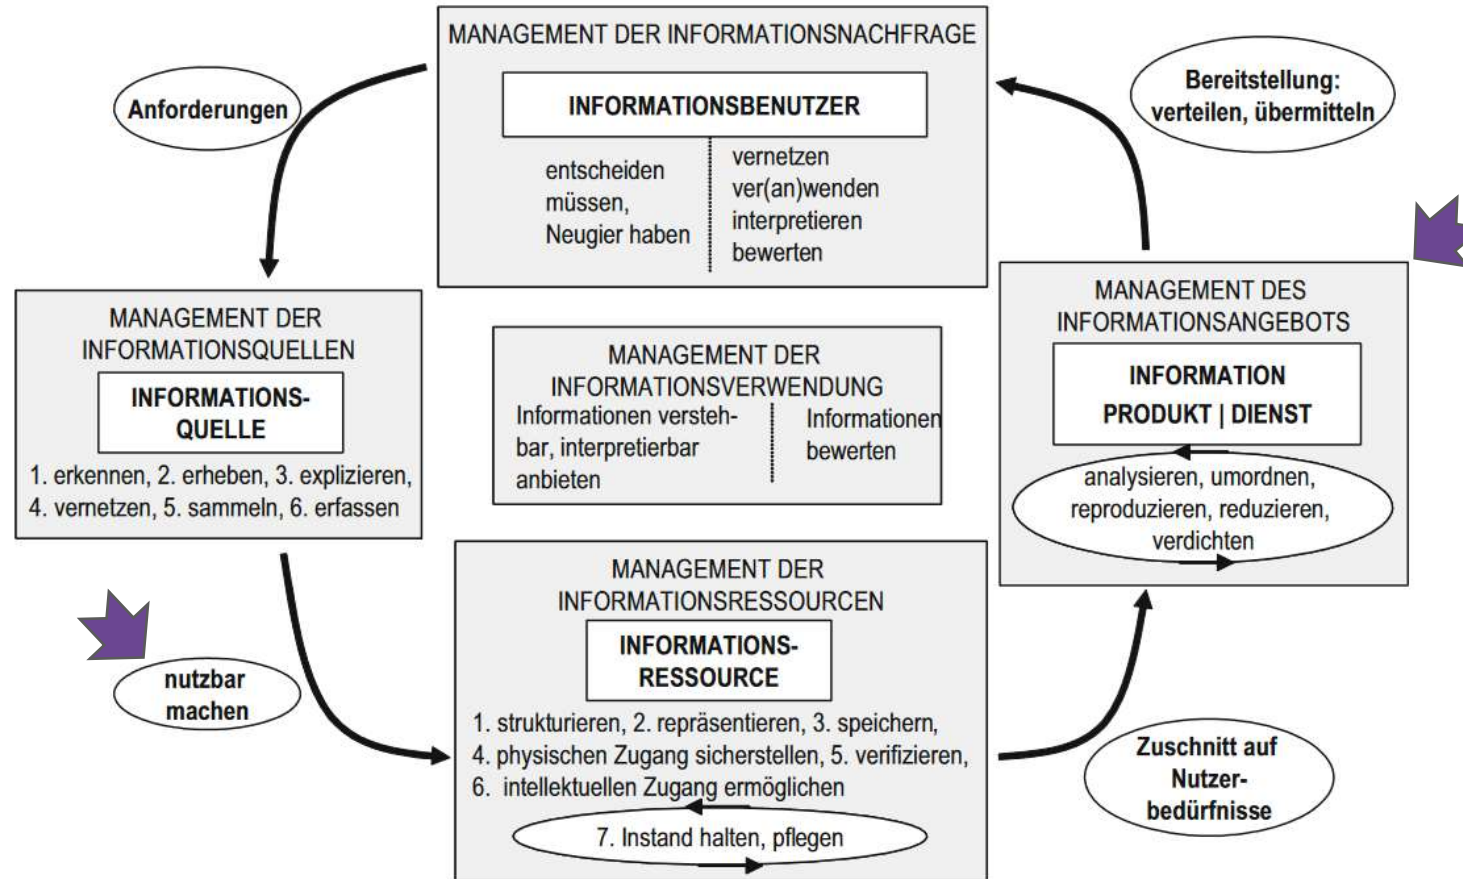 MANAGEMENT DER INFORMATIONSNACHFRAGE
INFORMATIONSBENUTZER
entscheiden
müssen,
Neugier haben
vernetzen
ver(an)wenden
interpretieren
bewerten
Anforderungen
Bereitstellung:
verteilen, übermitteln
MANAGEMENT DER
INFORMATIONSQUELLEN
INFORMATIONS-
QUELLE
1. erkennen, 2. erheben, 3. explizieren,
4. vernetzen, 5. sammeln, 6. erfassen
MANAGEMENT DER
INFORMATIONSVERWENDUNG
Informationen versteh-
bar, interpretierbar
anbieten
Informationen
bewerten
MANAGEMENT DES
INFORMATIONSANGEBOTS
INFORMATION
PRODUKT | DIENST
analysieren, umordnen,
reproduzieren, reduzieren,
verdichten
nutzbar
machen
MANAGEMENT DER
INFORMATIONSRESSOURCEN
INFORMATIONS-
RESSOURCE
1. strukturieren, 2. repräsentieren, 3. speichern,
4. physischen Zugang sicherstellen, 5. verifizieren,
6. intellektuellen Zugang ermöglichen
7. Instand halten, pflegen
Zuschnitt auf
Nutzer-
bedürfnisse